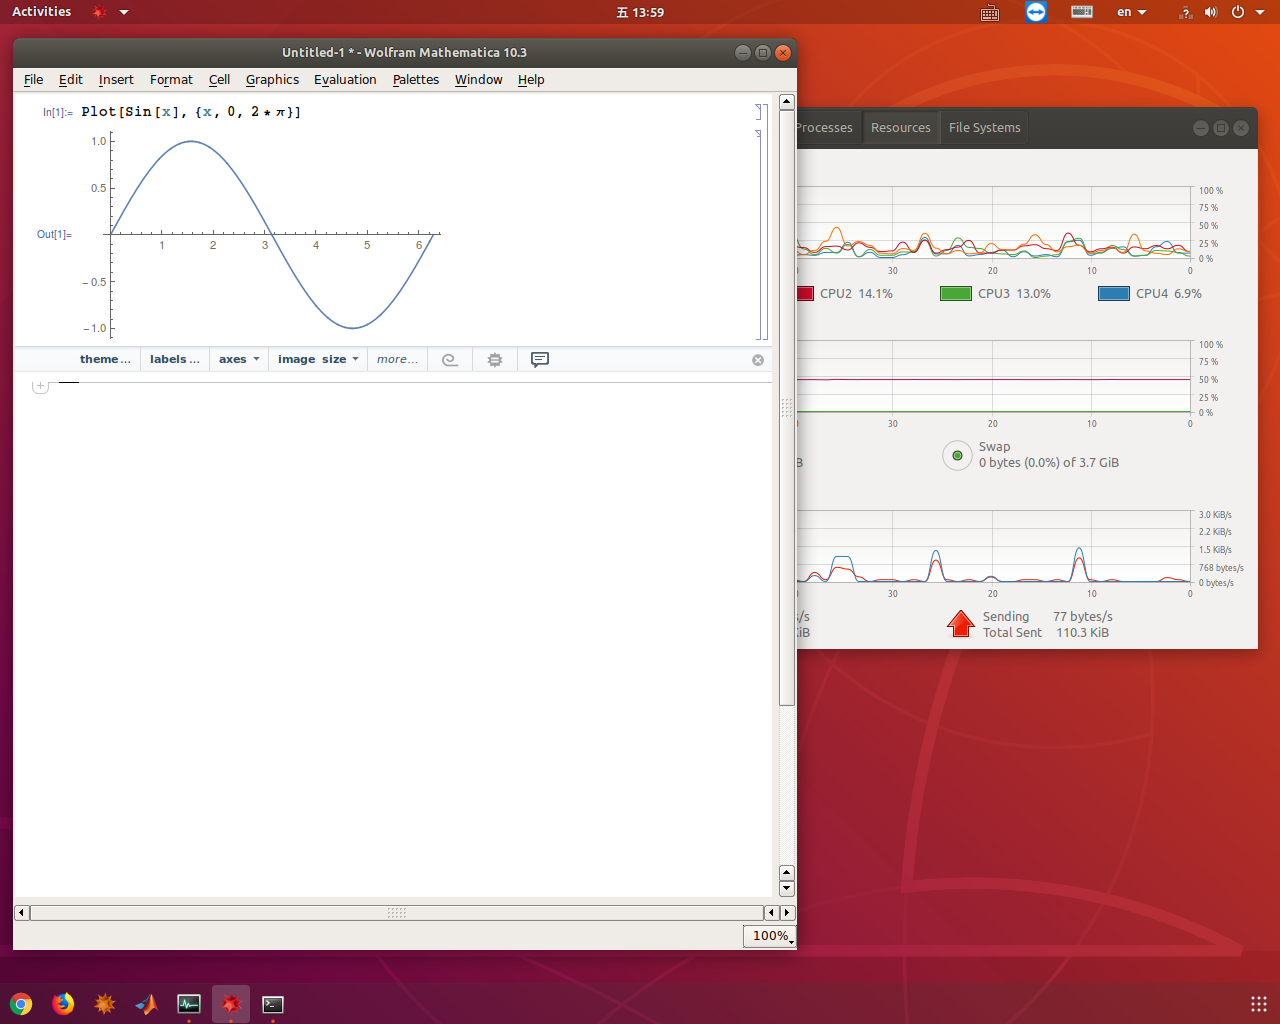 Activities
五 13:59
en
?
Untitled-1 * - Wolfram Mathematica 10.3
File Edit Insert Format Cell Graphics Evaluation Palettes Window Help
In[1]:= Plot[Sin[x], {x, 0, 2 * π}]
1.0
0.5
Out[1]=
1 2 3 4 5 6
-0.5
-1.0
theme... labels ... axes image size more...
+
100%
Processes Resources File Systems
100 %
75 %
50 %
25 %
0 %
30 20 10 0
CPU2 14.1% CPU3 13.0% CPU4 6.9%
100 %
75 %
50 %
25 %
0 %
30 20 10 0
Swap
B 0 bytes (0.0%) of 3.7 GiB
3.0 KiB/s
2.2 KiB/s
1.5 KiB/s
768 bytes/s
0 bytes/s
30 20 10 0
s/s Sending 77 bytes/s
KiB Total Sent 110.3 KiB